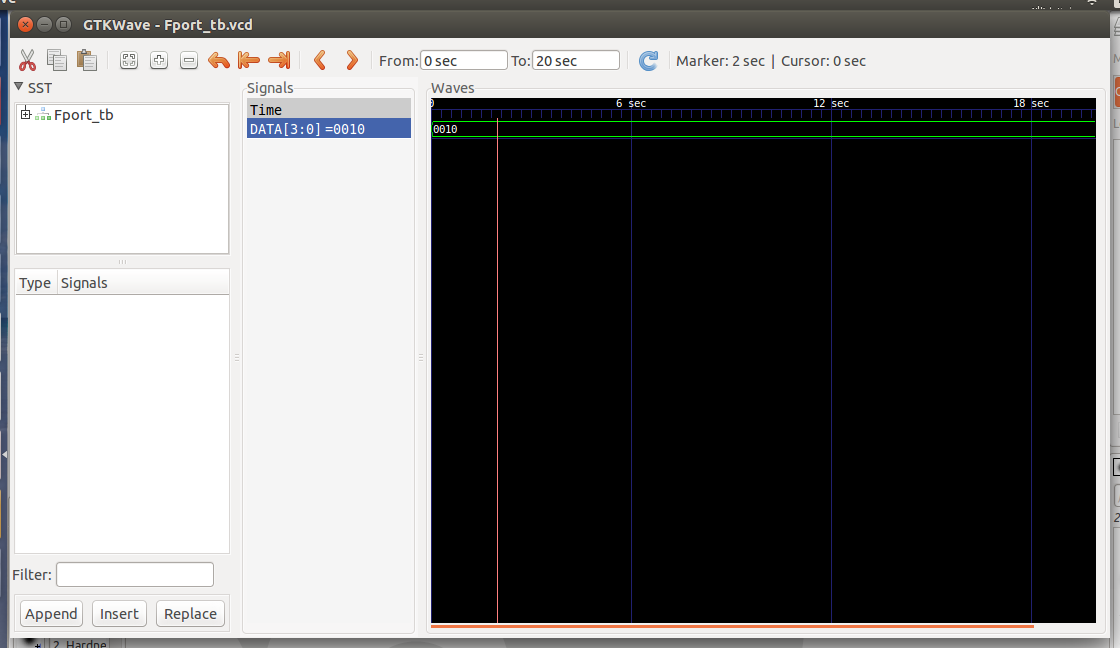 GTKWave - Fport_tb.vcd
From: 0 sec To: 20 sec Marker: 2 sec | Cursor: 0 sec
SST
Fport_tb
Type Signals
Filter:
Append Insert Replace
Signals
Time
DATA[3:0] =0010
Waves
0 6 sec 12 sec 18 sec
0010
2. Hardne